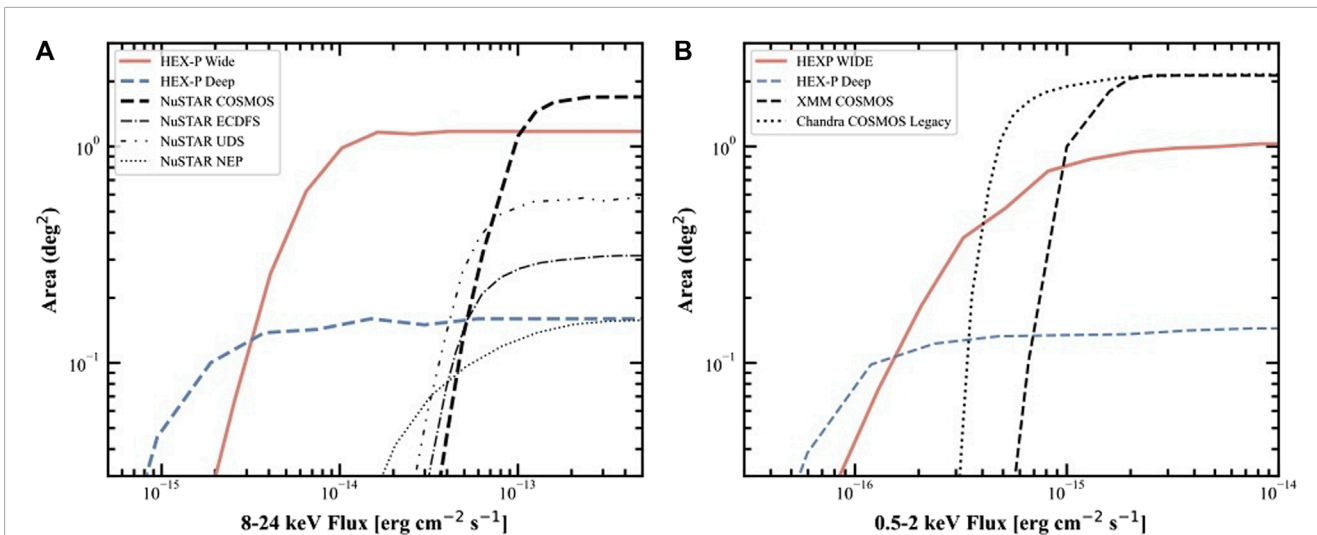 A
HEX-P Wide
HEX-P Deep
NuSTAR COSMOS
NuSTAR ECDFS
NuSTAR UDS
NuSTAR NEP
10⁰
10⁻¹
Area (deg²)
10⁻¹⁵
10⁻¹⁴
10⁻¹³
8-24 keV Flux [erg cm⁻² s⁻¹]
B
HEXP WIDE
HEX-P Deep
XMM COSMOS
Chandra COSMOS Legacy
10⁰
10⁻¹
Area (deg²)
10⁻¹⁶
10⁻¹⁵
10⁻¹⁴
0.5-2 keV Flux [erg cm⁻² s⁻¹]